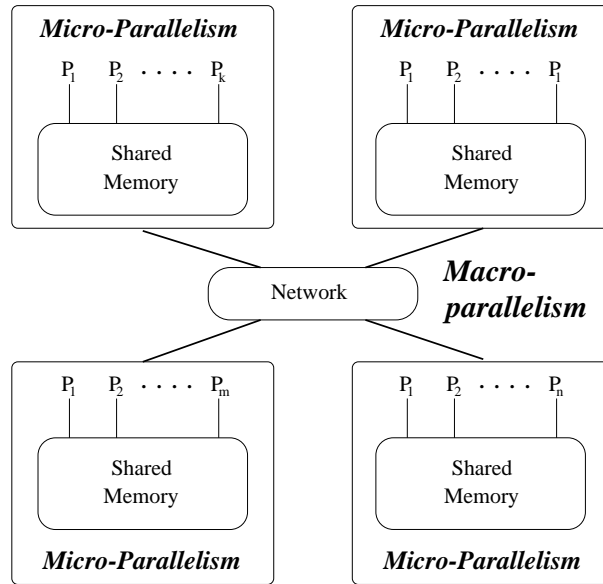 Micro-Parallelism
P1 P2 . . . . Pk
Shared
Memory
Micro-Parallelism
P1 P2 . . . . Pl
Shared
Memory
Network
Macro-
parallelism
P1 P2 . . . . Pm
Shared
Memory
Micro-Parallelism
P1 P2 . . . . Pn
Shared
Memory
Micro-Parallelism